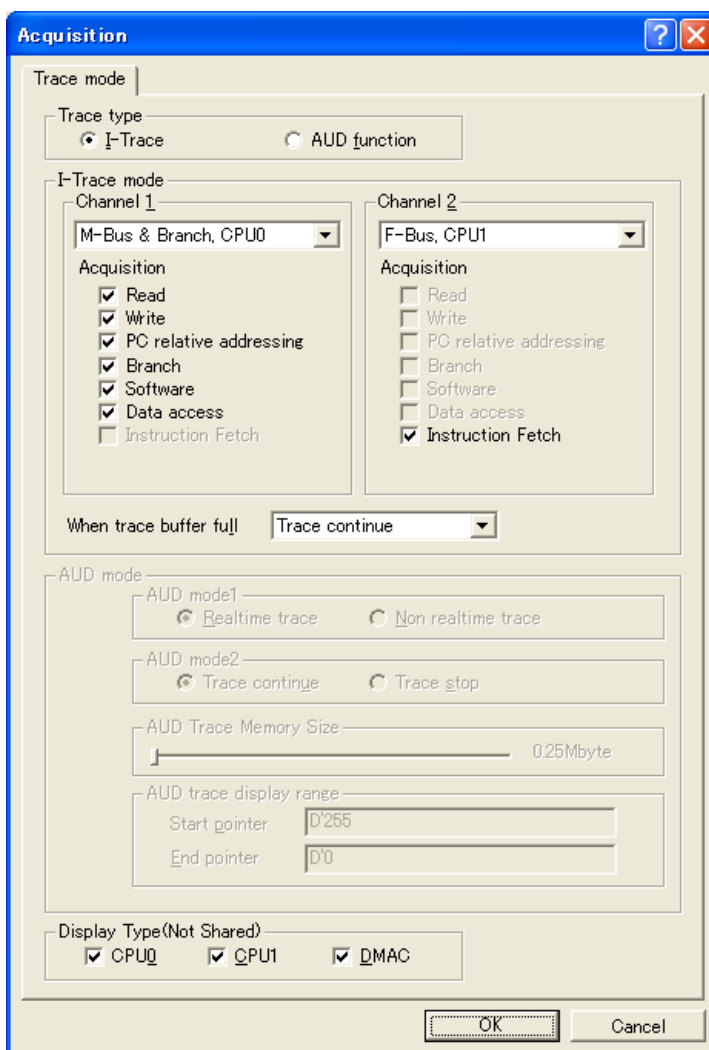 Acquisition
Trace mode
Trace type
I-Trace AUD function
I-Trace mode
Channel 1
M-Bus & Branch, CPU0
Acquisition
Read
Write
PC relative addressing
Branch
Software
Data access
Instruction Fetch
Channel 2
F-Bus, CPU1
Acquisition
Read
Write
PC relative addressing
Branch
Software
Data access
Instruction Fetch
When trace buffer full Trace continue
AUD mode
AUD mode1
Realtime trace Non realtime trace
AUD mode2
Trace continue Trace stop
AUD Trace Memory Size
0.25Mbyte
AUD trace display range
Start pointer D'255
End pointer D'0
Display Type(Not Shared)
CPU0 CPU1 DMAC
OK Cancel